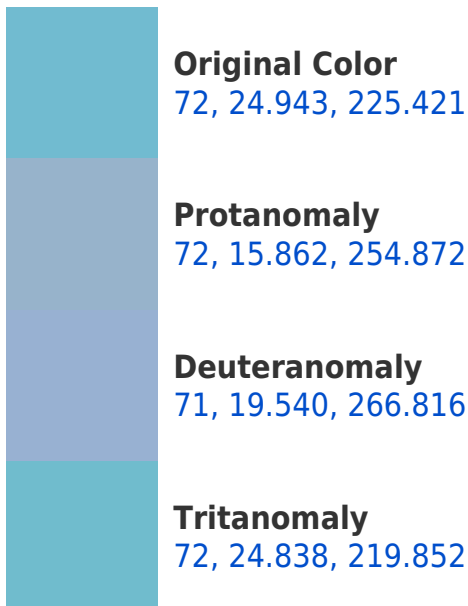 Original Color
72, 24.943, 225.421
Protanomaly
72, 15.862, 254.872
Deuteranomaly
71, 19.540, 266.816
Tritanomaly
72, 24.838, 219.852